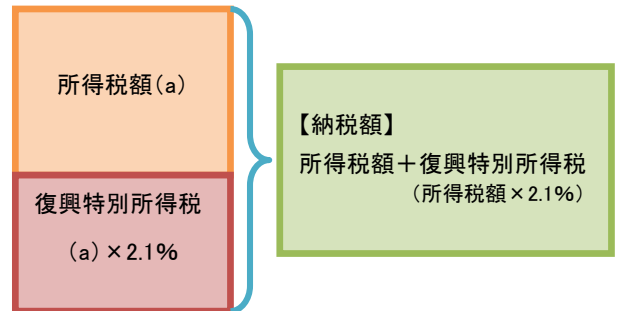 所得税額(a)
復興特別所得税
(a)×2.1%
【納税額】
所得税額+復興特別所得税
(所得税額×2.1%)